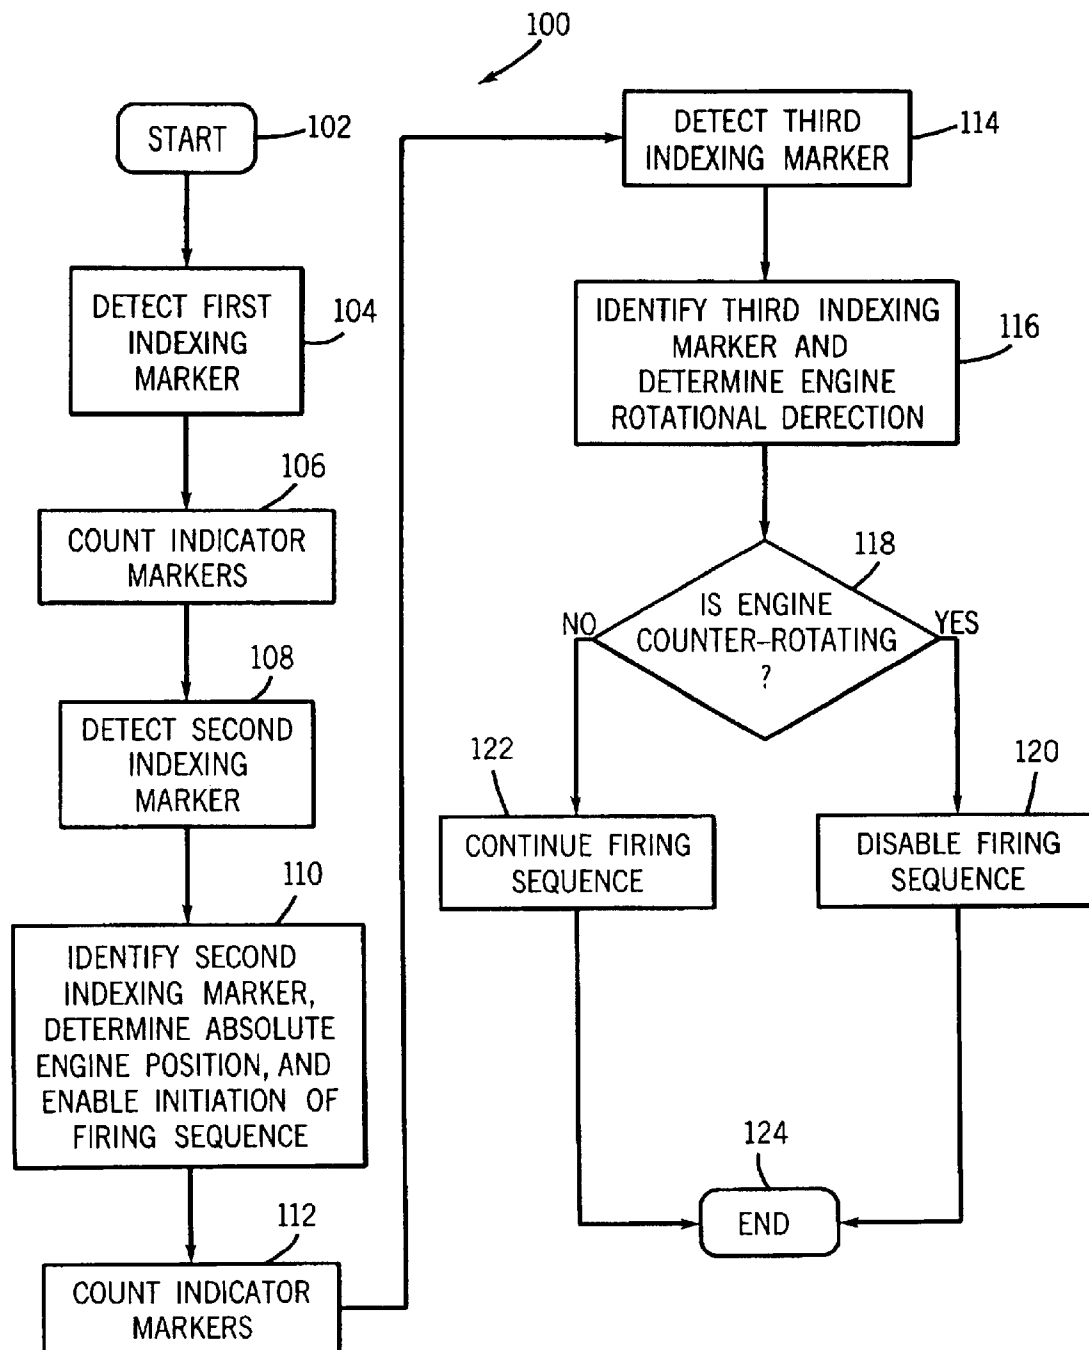 100
START
102
DETECT FIRST
INDEXING
MARKER
104
106
COUNT INDICATOR
MARKERS
108
DETECT SECOND
INDEXING
MARKER
110
IDENTIFY SECOND
INDEXING MARKER,
DETERMINE ABSOLUTE
ENGINE POSITION, AND
ENABLE INITIATION OF
FIRING SEQUENCE
112
COUNT INDICATOR
MARKERS
DETECT THIRD
INDEXING MARKER
114
IDENTIFY THIRD INDEXING
MARKER AND
DETERMINE ENGINE
ROTATIONAL DERECTION
116
118
IS ENGINE
COUNTER-ROTATING
?
NO
YES
122
CONTINUE FIRING
SEQUENCE
120
DISABLE FIRING
SEQUENCE
124
END